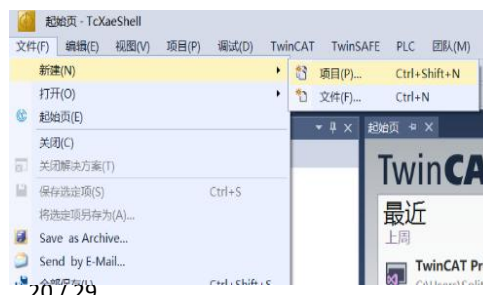 起始页 - TcXaeShell
文件(F) 编辑(E) 视图(V) 项目(P) 调试(D) TwinCAT TwinSAFE PLC 团队(M)
新建(N)
项目(P)... Ctrl+Shift+N
打开(O)
文件(F)... Ctrl+N
起始页(E)
起始页
关闭(C)
关闭解决方案(T)
TwinCA
保存选定项(S) Ctrl+S
最近
将选定项另存为(A)...
上周
Save as Archive...
Send by E-Mail...
TwinCAT Pr
20 / 29